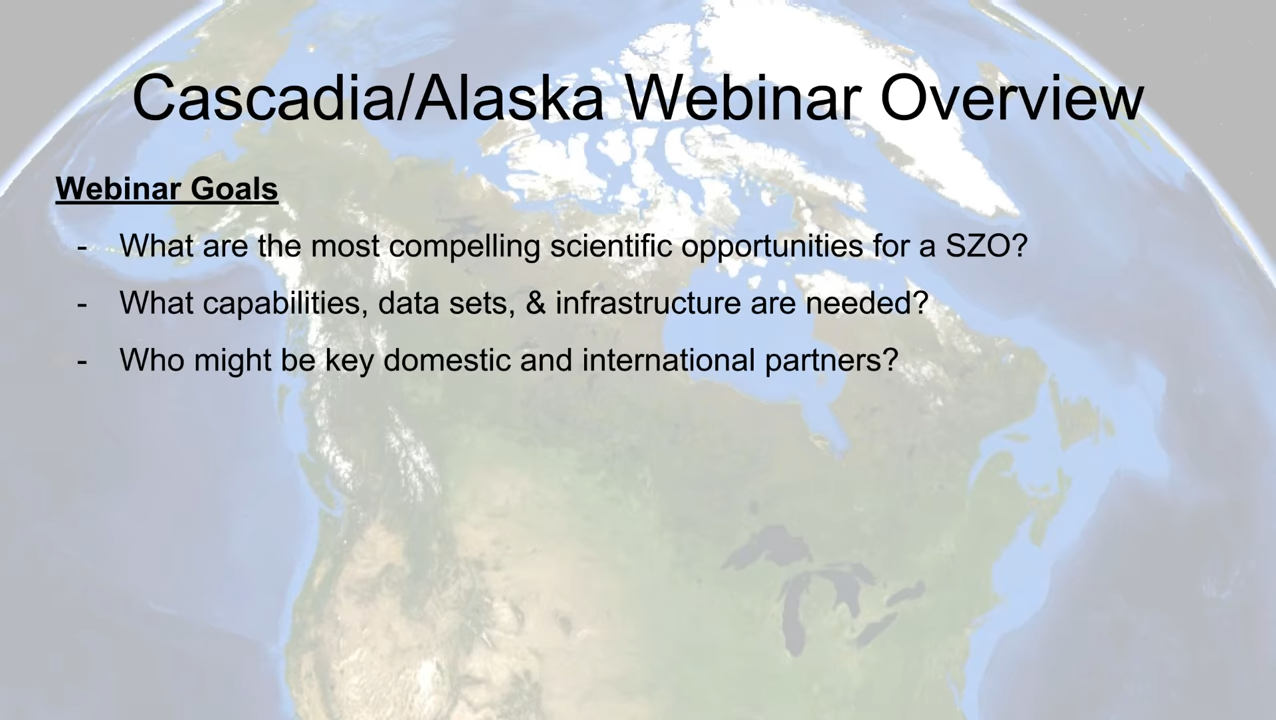 Cascadia/Alaska Webinar Overview
Webinar Goals
- What are the most compelling scientific opportunities for a SZO?
- What capabilities, data sets, & infrastructure are needed?
- Who might be key domestic and international partners?